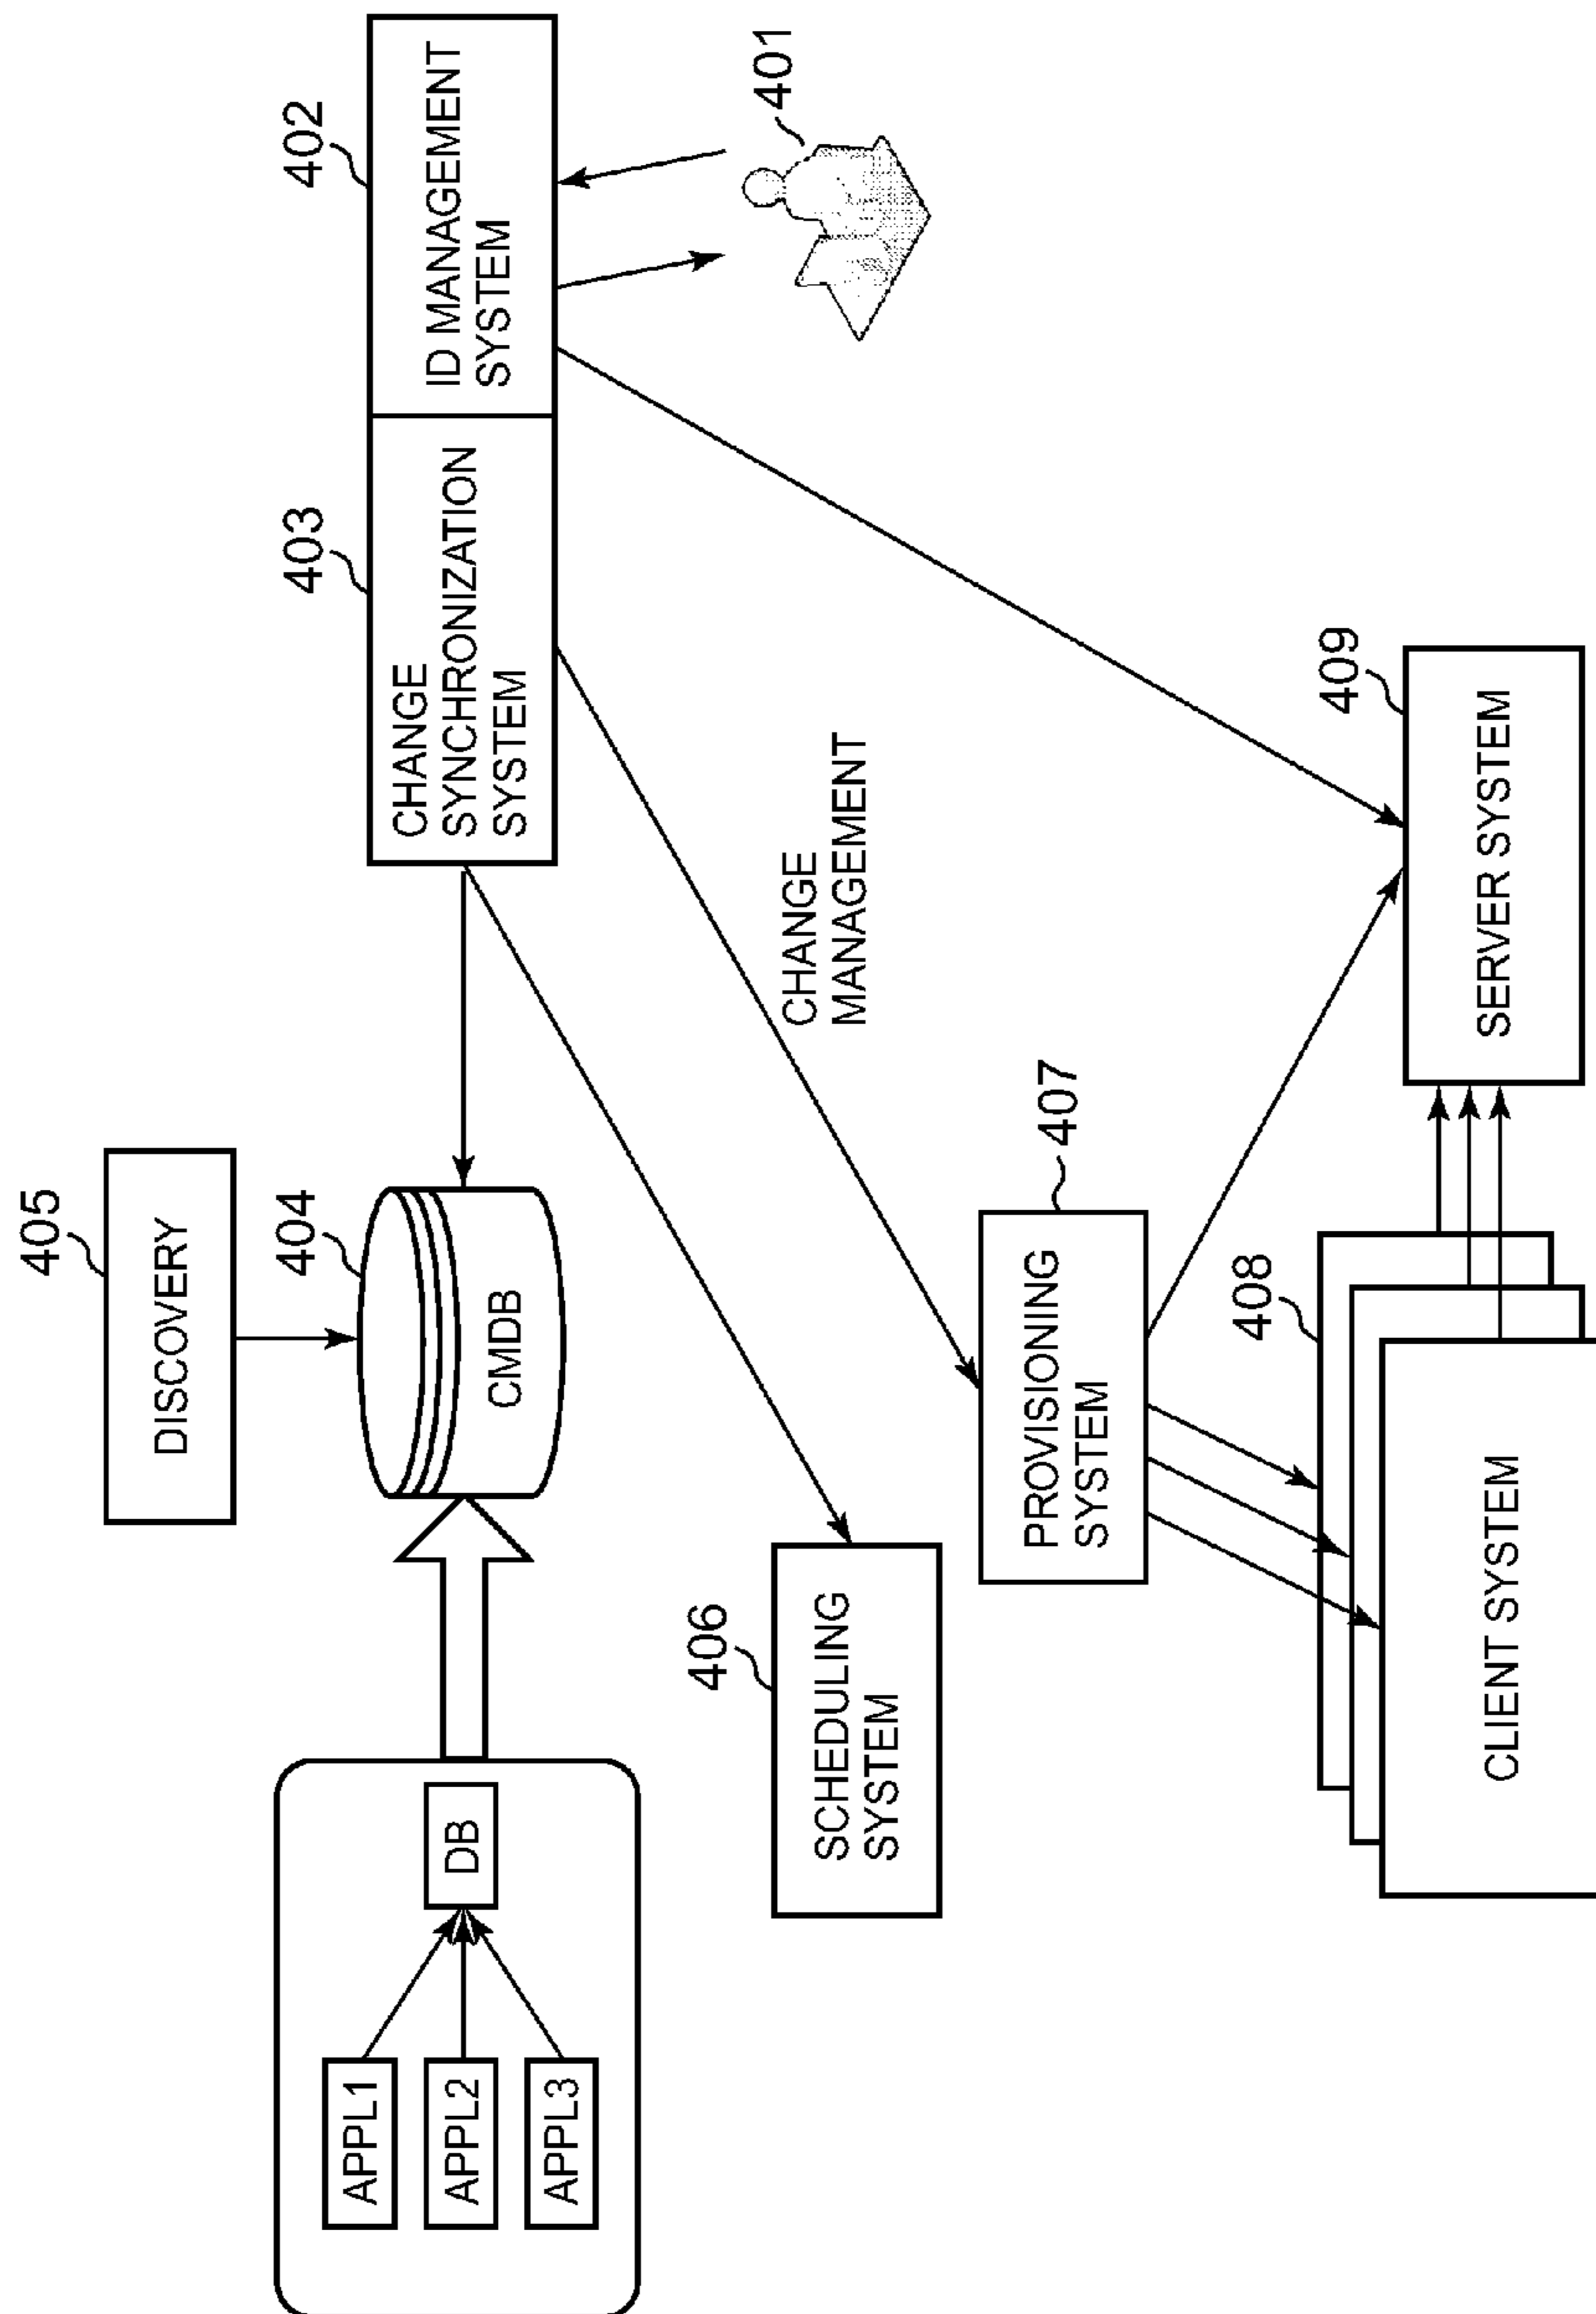 405
DISCOVERY
404
CMDB
APPL1
APPL2
APPL3
DB
403
CHANGE
SYNCHRONIZATION
SYSTEM
402
ID MANAGEMENT
SYSTEM
401
406
SCHEDULING
SYSTEM
CHANGE
MANAGEMENT
407
PROVISIONING
SYSTEM
408
CLIENT SYSTEM
409
SERVER SYSTEM